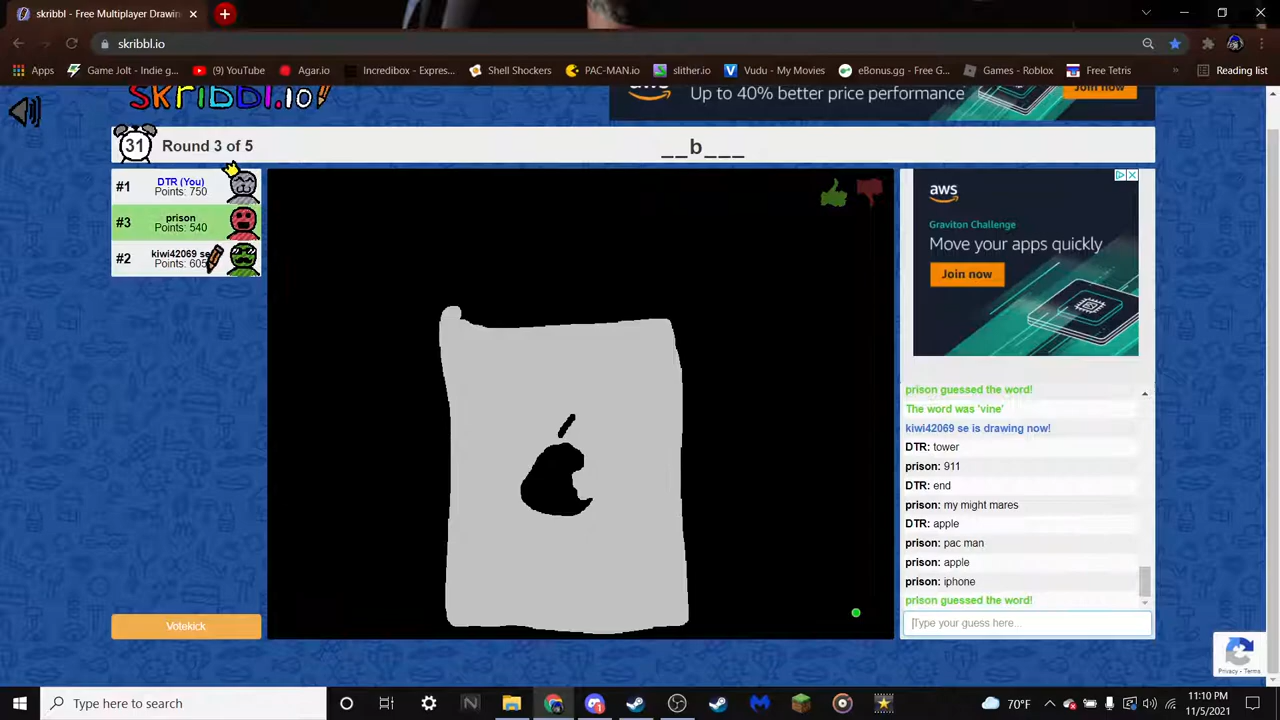 skribbl - Free Multiplayer Drawin
skribbl.io
Apps
Game Jolt - Indie g...
(9) YouTube
Agar.io
Incredibox - Expres...
Shell Shockers
PAC-MAN.io
slither.io
Vudu - My Movies
eBonus.gg - Free G...
Games - Roblox
Free Tetris
»
Reading list
skribbl.io
aws
Up to 40% better price performance
Join now
31
Round 3 of 5
__b___
#1
DTR (You)
Points: 750
#3
prison
Points: 540
#2
kiwi42069 se
Points: 605
aws
Graviton Challenge
Move your apps quickly
Join now
prison guessed the word!
The word was 'vine'
kiwi42069 se is drawing now!
DTR: tower
prison: 911
DTR: end
prison: my might mares
DTR: apple
prison: pac man
prison: apple
prison: iphone
prison guessed the word!
Type your guess here...
Votekick
Privacy - Terms
Type here to search
70°F
11:10 PM
11/5/2021